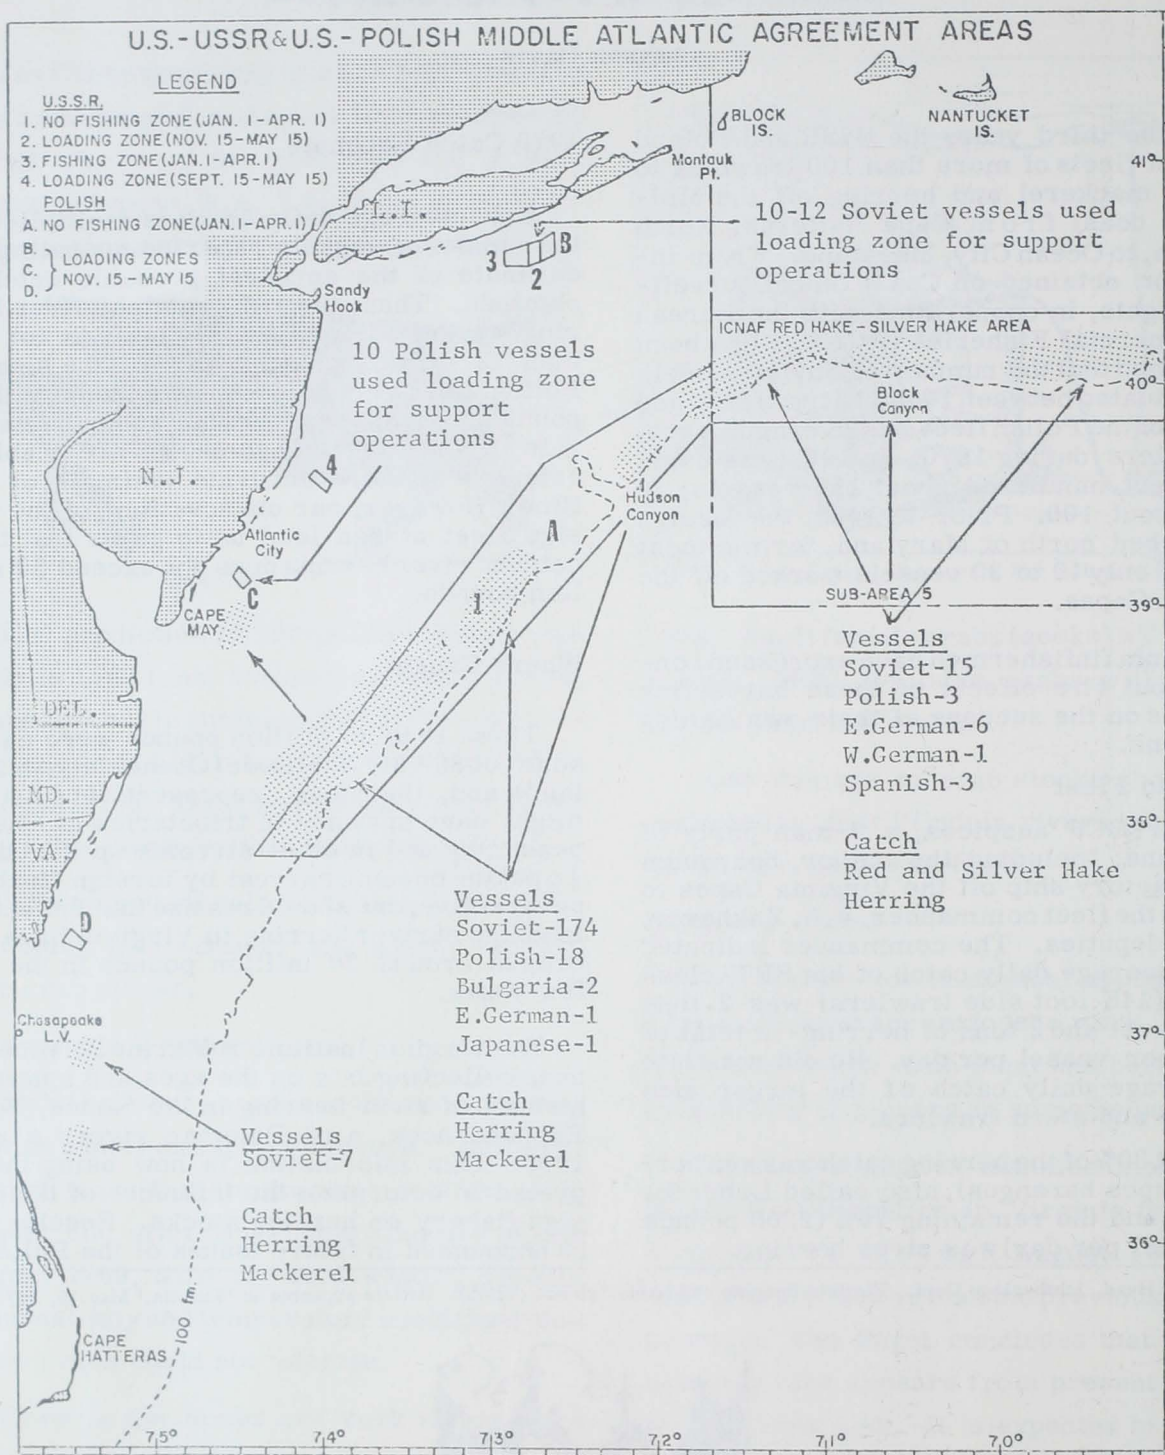 U.S.-USSR & U.S.- POLISH MIDDLE ATLANTIC AGREEMENT AREAS
LEGEND
U.S.S.R.
1. NO FISHING ZONE (JAN. 1-APR. 1)
2. LOADING ZONE (NOV. 15-MAY 15)
3. FISHING ZONE (JAN. 1-APR. 1)
4. LOADING ZONE (SEPT. 15-MAY 15)
POLISH
A. NO FISHING ZONE (JAN. 1-APR. 1)
B.
C. LOADING ZONES
NOV. 15-MAY 15
D.
BLOCK
IS.
NANTUCKET
IS.
Montauk
Pt.
41°
L.I.
10-12 Soviet vessels used
loading zone for support
operations
3
2
B
Sandy
Hook
ICNAF RED HAKE-SILVER HAKE AREA
10 Polish vessels
used loading zone
for support
operations
40°
Block
Canyon
N.J.
4
Hudson
Canyon
A
Atlantic
City
C
CAPE
MAY
1
SUB-AREA 5
39°
Vessels
Soviet-15
Polish-3
E.German-6
W.German-1
Spanish-3
Catch
Red and Silver Hake
Herring
DEL.
MD.
VA.
38°
D
Vessels
Soviet-174
Polish-18
Bulgaria-2
E.German-1
Japanese-1
Catch
Herring
Mackerel
Chesapeake
L.V.
37°
Vessels
Soviet-7
Catch
Herring
Mackerel
36°
100 fm.
CAPE
HATTERAS
75° 74° 73° 72° 71° 70°